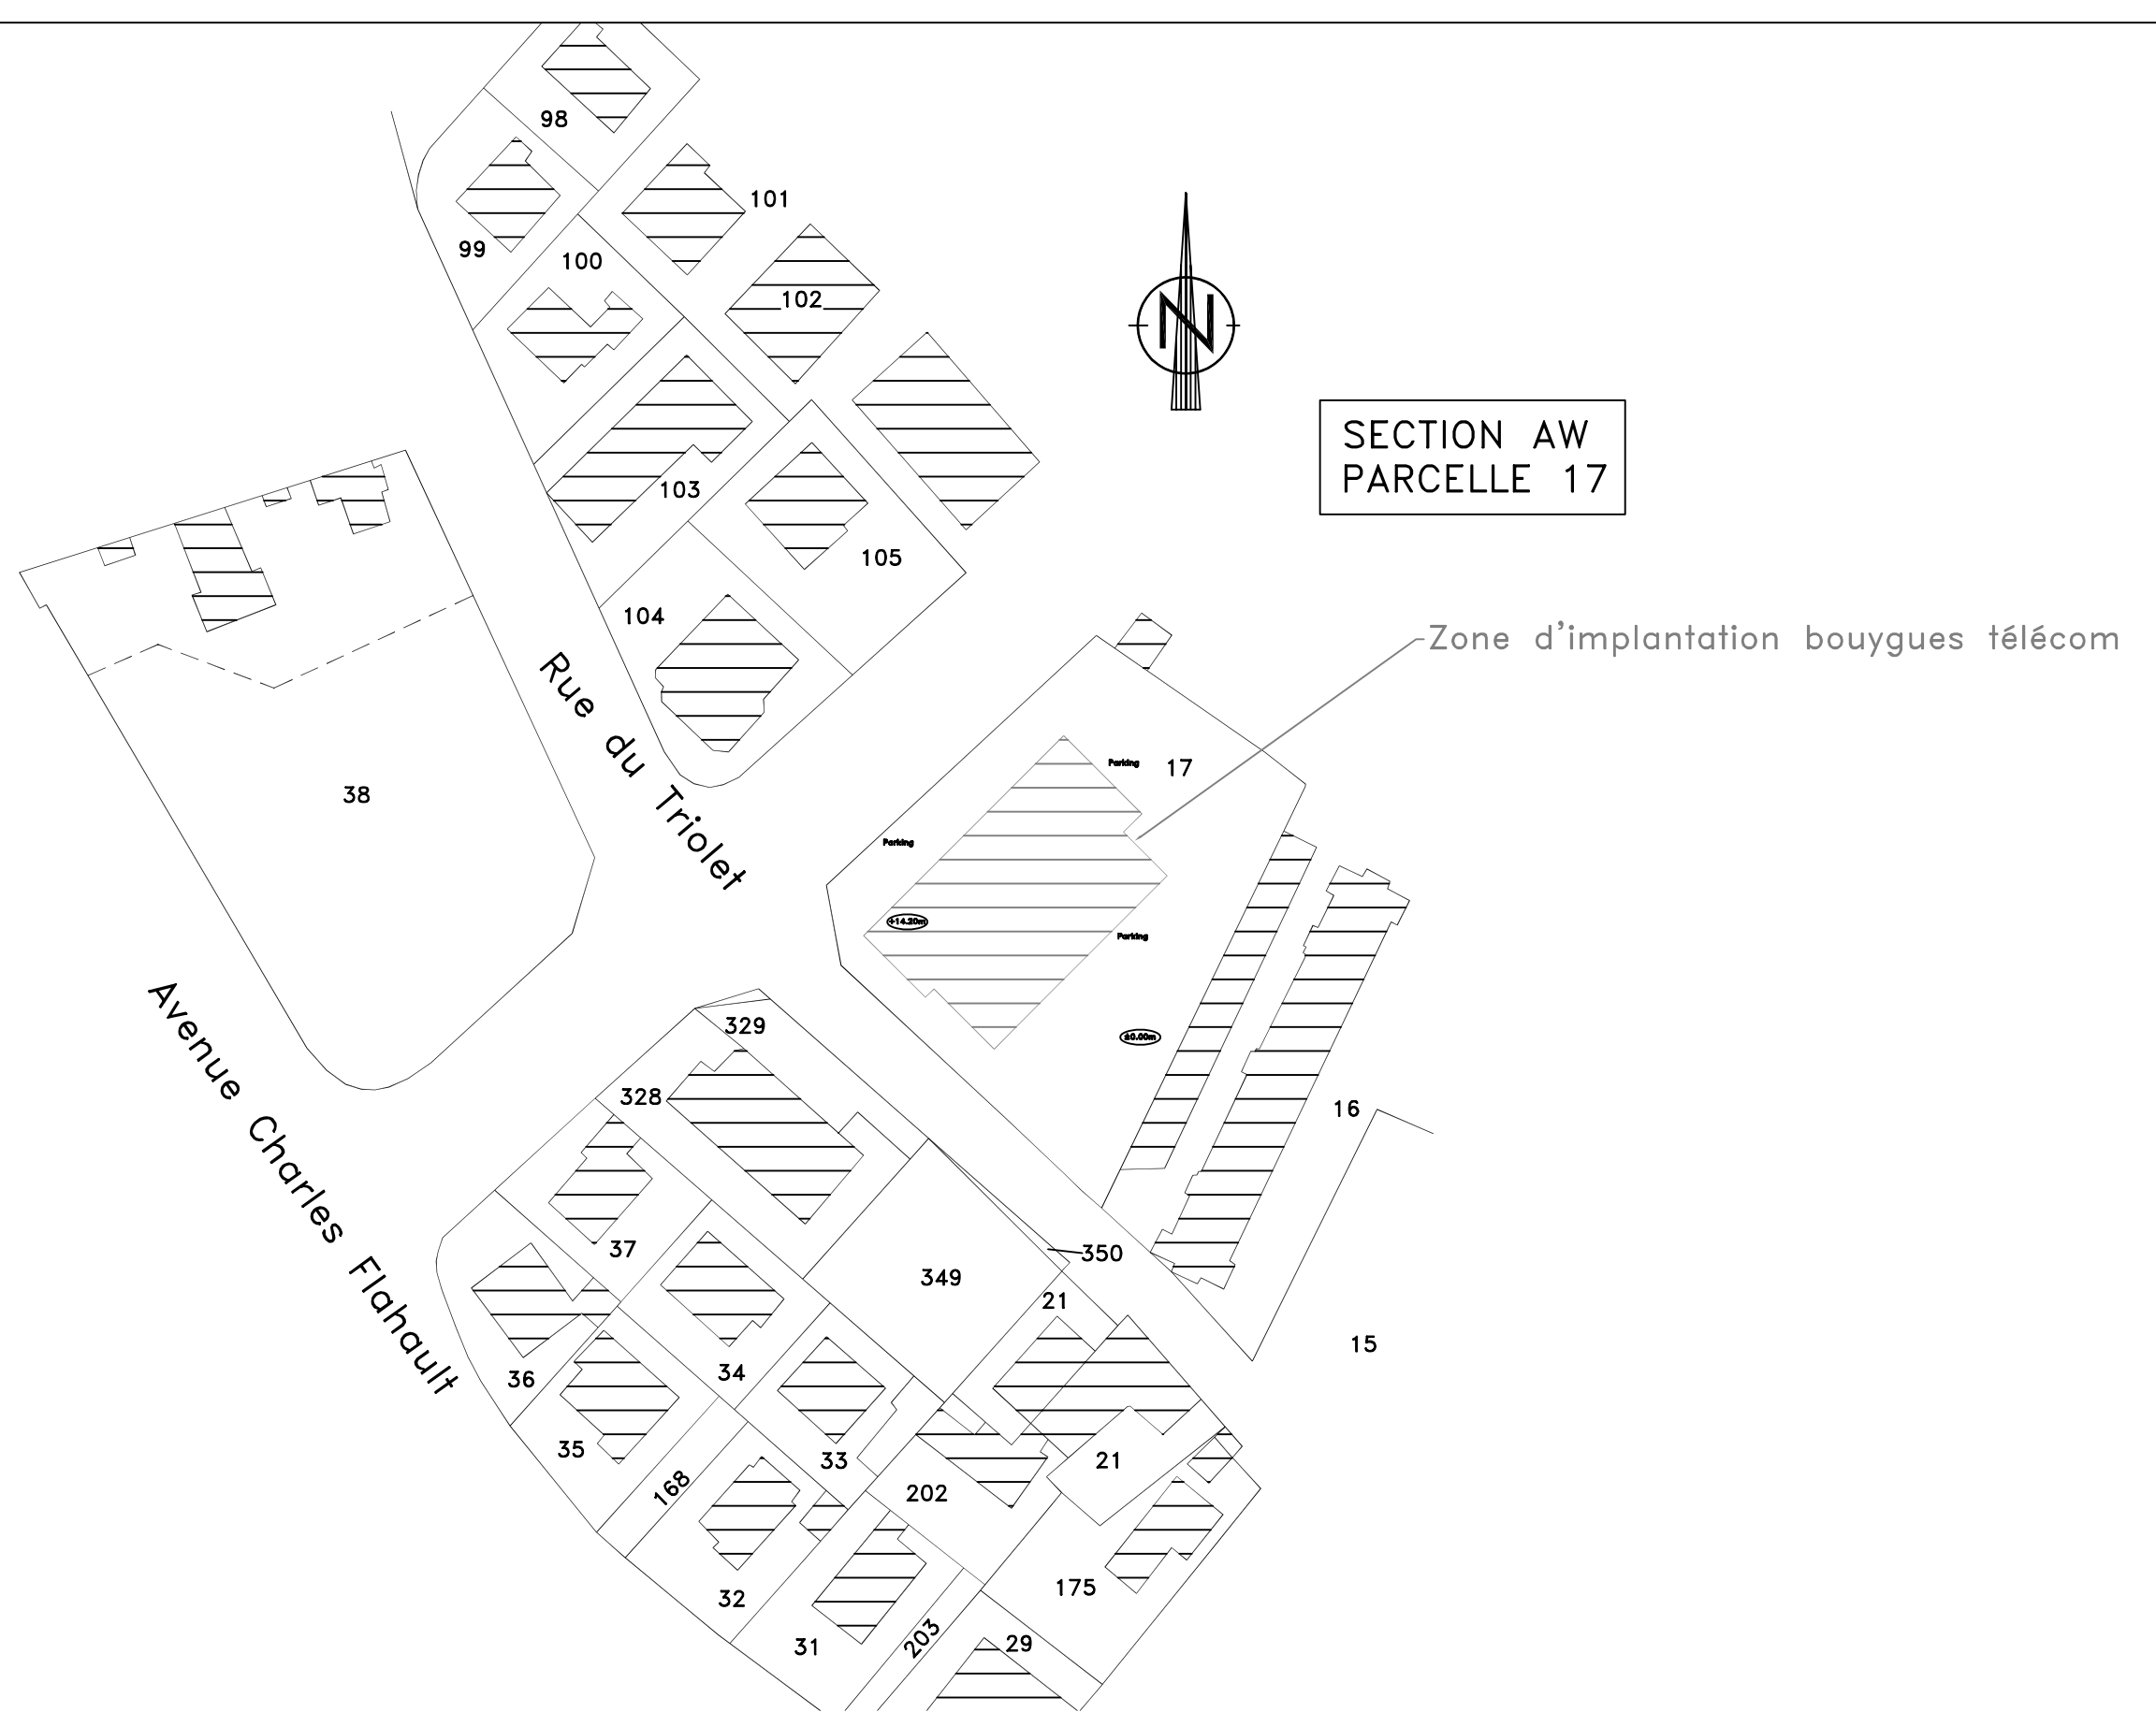 98
101
99
100
102
N
SECTION AW
PARCELLE 17
103
105
104
Zone d'implantation bouygues télécom
Rue du Triolet
Parking
17
38
Parking
+14.20m
Parking
Avenue Charles Flahault
329
±0.00m
328
16
37
350
349
21
15
34
36
35
33
21
168
202
175
32
203
29
31